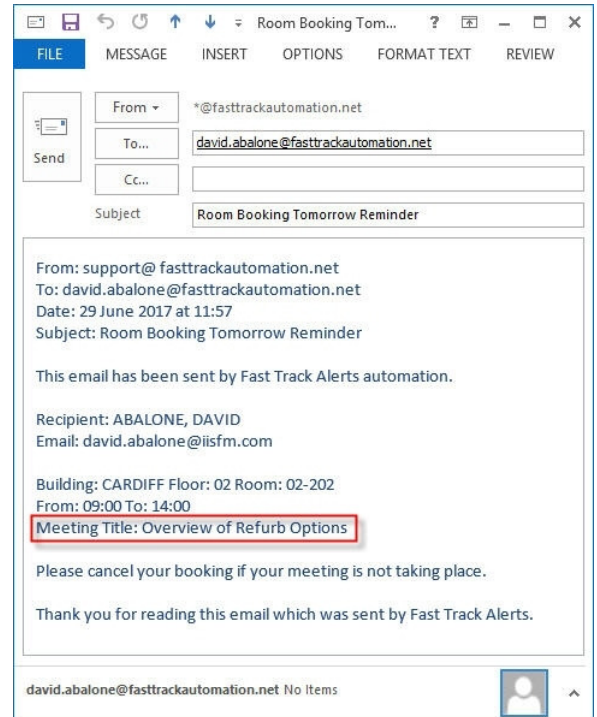 Room Booking Tom... ?
FILE MESSAGE INSERT OPTIONS FORMAT TEXT REVIEW
Send
From *@fasttrackautomation.net
To... david.abalone@fasttrackautomation.net
Cc...
Subject Room Booking Tomorrow Reminder
From: support@ fasttrackautomation.net
To: david.abalone@fasttrackautomation.net
Date: 29 June 2017 at 11:57
Subject: Room Booking Tomorrow Reminder
This email has been sent by Fast Track Alerts automation.
Recipient: ABALONE, DAVID
Email: david.abalone@iisfm.com
Building: CARDIFF Floor: 02 Room: 02-202
From: 09:00 To: 14:00
Meeting Title: Overview of Refurb Options
Please cancel your booking if your meeting is not taking place.
Thank you for reading this email which was sent by Fast Track Alerts.
david.abalone@fasttrackautomation.net No Items